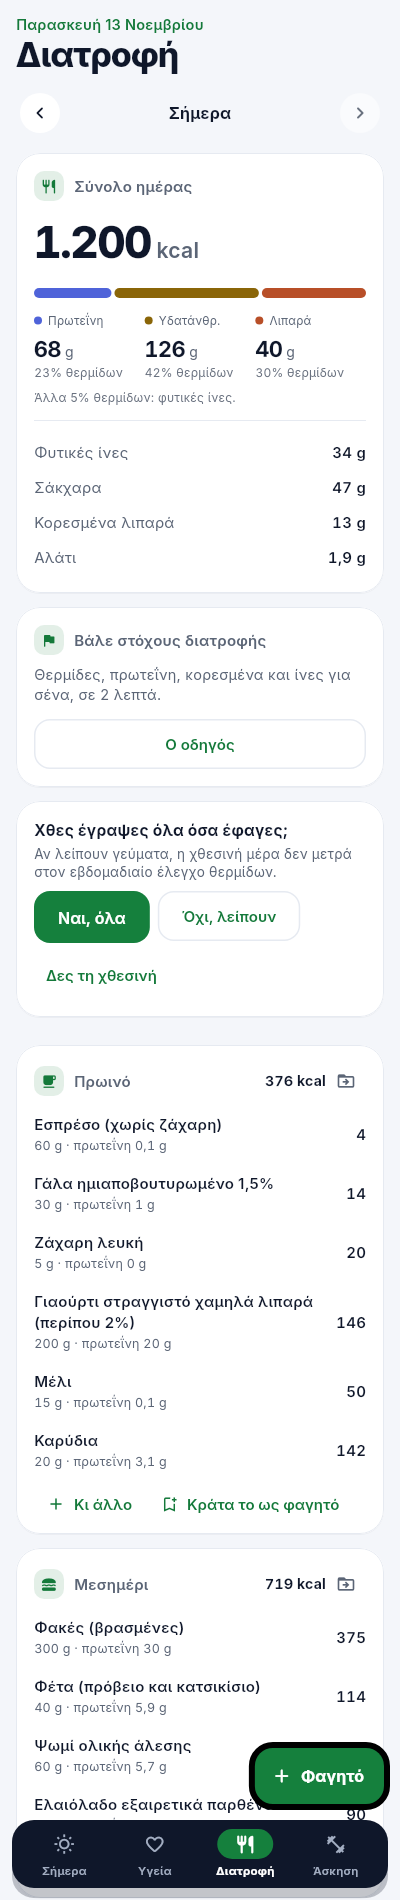 Παρασκευή 13 Νοεμβρίου
Διατροφή
Σήμερα
Σύνολο ημέρας
1.200 kcal
Πρωτεΐνη
Υδατάνθρ.
Λιπαρά
68 g
126 g
40 g
23% θερμίδων
42% θερμίδων
30% θερμίδων
Άλλα 5% θερμίδων: φυτικές ίνες.
Φυτικές ίνες 34 g
Σάκχαρα 47 g
Κορεσμένα λιπαρά 13 g
Αλάτι 1,9 g
Βάλε στόχους διατροφής
Θερμίδες, πρωτεΐνη, κορεσμένα και ίνες για
σένα, σε 2 λεπτά.
Ο οδηγός
Χθες έγραψες όλα όσα έφαγες;
Αν λείπουν γεύματα, η χθεσινή μέρα δεν μετρά
στον εβδομαδιαίο έλεγχο θερμίδων.
Ναι, όλα
Όχι, λείπουν
Δες τη χθεσινή
Πρωινό 376 kcal
Εσπρέσο (χωρίς ζάχαρη) 4
60 g · πρωτεΐνη 0,1 g
Γάλα ημιαποβουτυρωμένο 1,5% 14
30 g · πρωτεΐνη 1 g
Ζάχαρη λευκή 20
5 g · πρωτεΐνη 0 g
Γιαούρτι στραγγιστό χαμηλά λιπαρά
(περίπου 2%) 146
200 g · πρωτεΐνη 20 g
Μέλι 50
15 g · πρωτεΐνη 0,1 g
Καρύδια 142
20 g · πρωτεΐνη 3,1 g
Κι άλλο
Κράτα το ως φαγητό
Μεσημέρι 719 kcal
Φακές (βρασμένες) 375
300 g · πρωτεΐνη 30 g
Φέτα (πρόβειο και κατσικίσιο) 114
40 g · πρωτεΐνη 5,9 g
Ψωμί ολικής άλεσης
60 g · πρωτεΐνη 5,7 g
Φαγητό
Ελαιόλαδο εξαιρετικά 90
Σήμερα
Υγεία
Διατροφή
Άσκηση